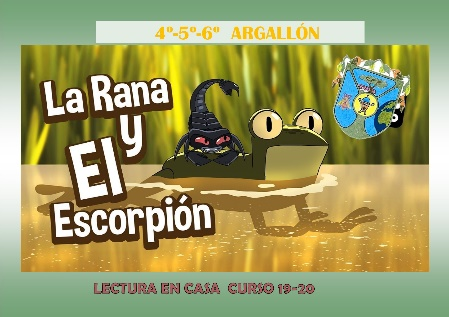 4º-5º-6º ARGALLÓN
La Rana
y
El
Escorpión
LECTURA EN CASA CURSO 19-20